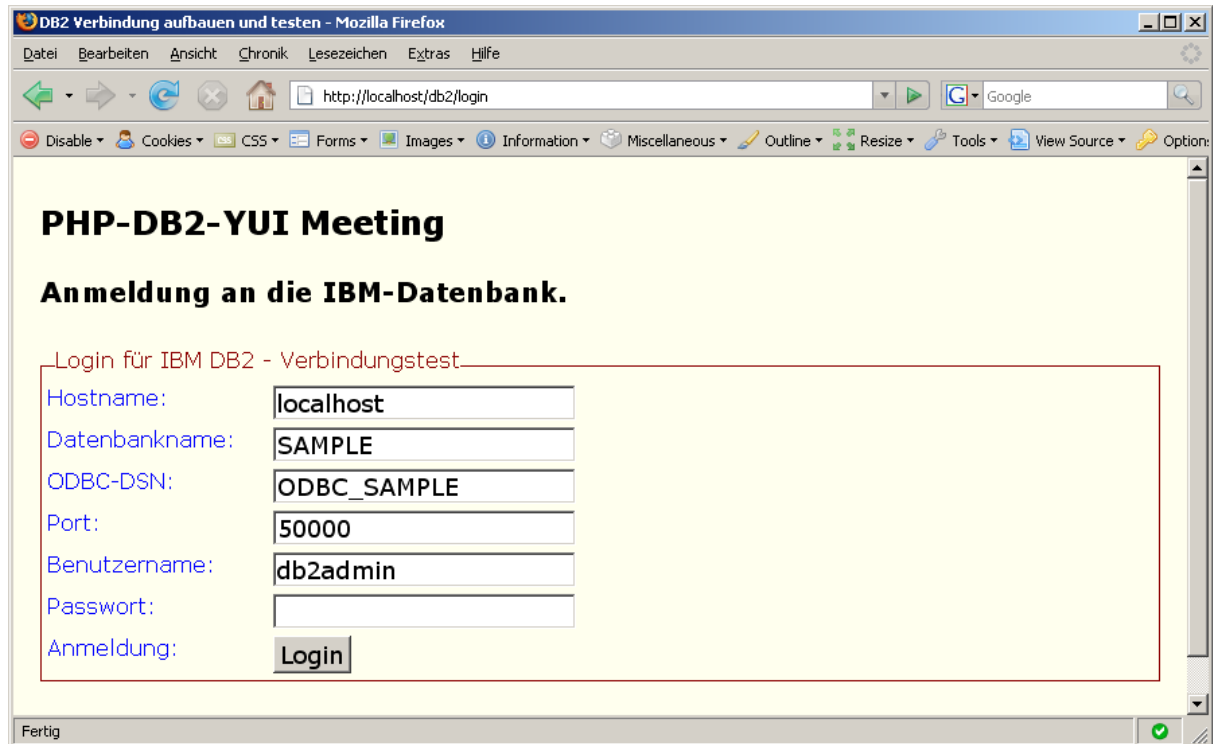 DB2 Verbindung aufbauen und testen - Mozilla Firefox
Datei Bearbeiten Ansicht Chronik Lesezeichen Extras Hilfe
http://localhost/db2/login
G Google
Disable Cookies CSS Forms Images Information Miscellaneous Outline Resize Tools View Source Options
PHP-DB2-YUI Meeting
Anmeldung an die IBM-Datenbank.
Login für IBM DB2 - Verbindungstest
Hostname: localhost
Datenbankname: SAMPLE
ODBC-DSN: ODBC_SAMPLE
Port: 50000
Benutzername: db2admin
Passwort:
Anmeldung: Login
Fertig